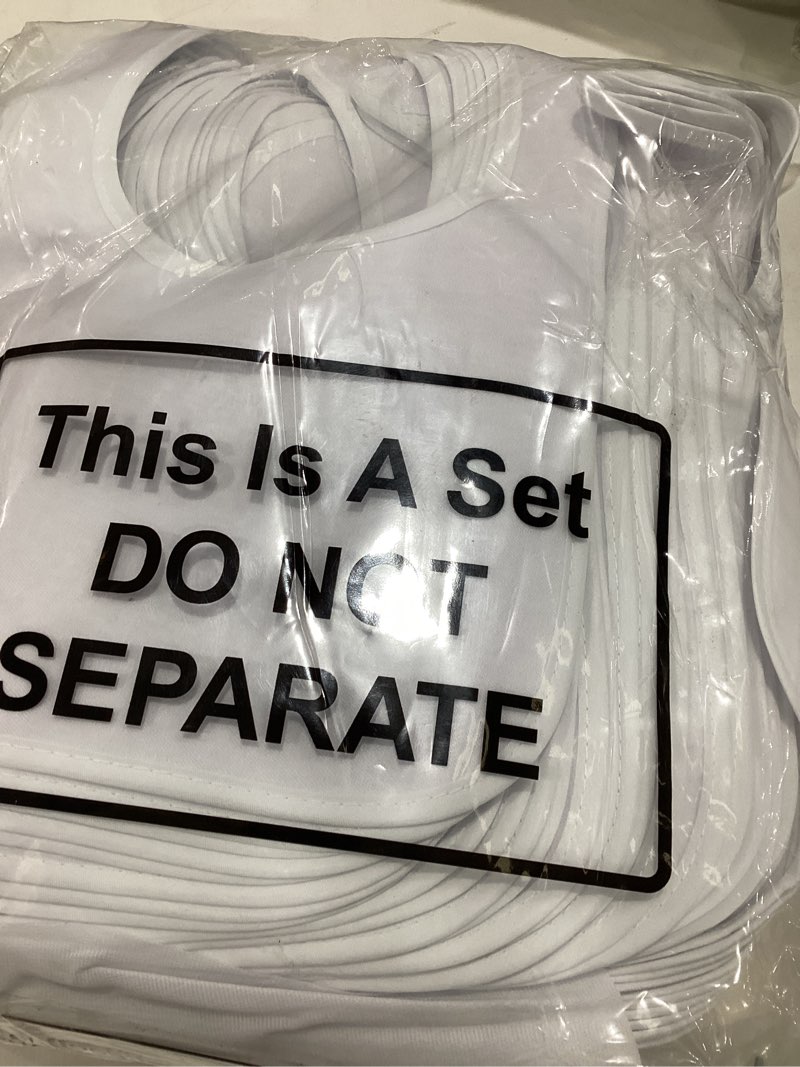 This Is A Set
DO NOT
SEPARATE